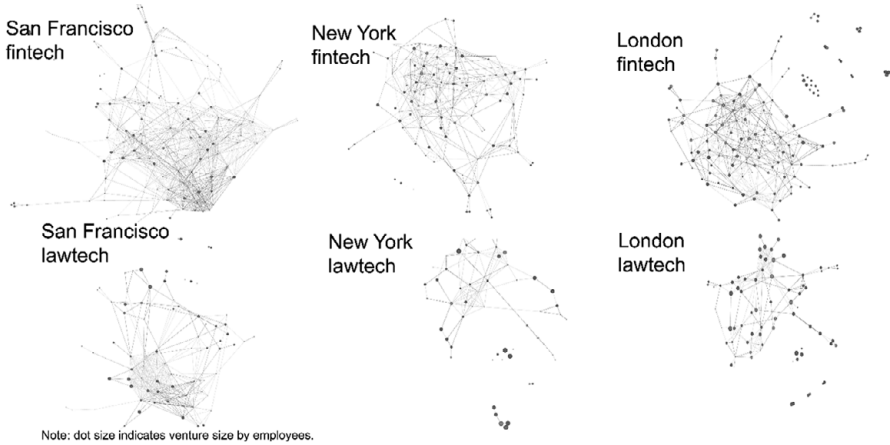 San Francisco
fintech
New York
fintech
London
fintech
San Francisco
lawtech
New York
lawtech
London
lawtech
Note: dot size indicates venture size by employees.